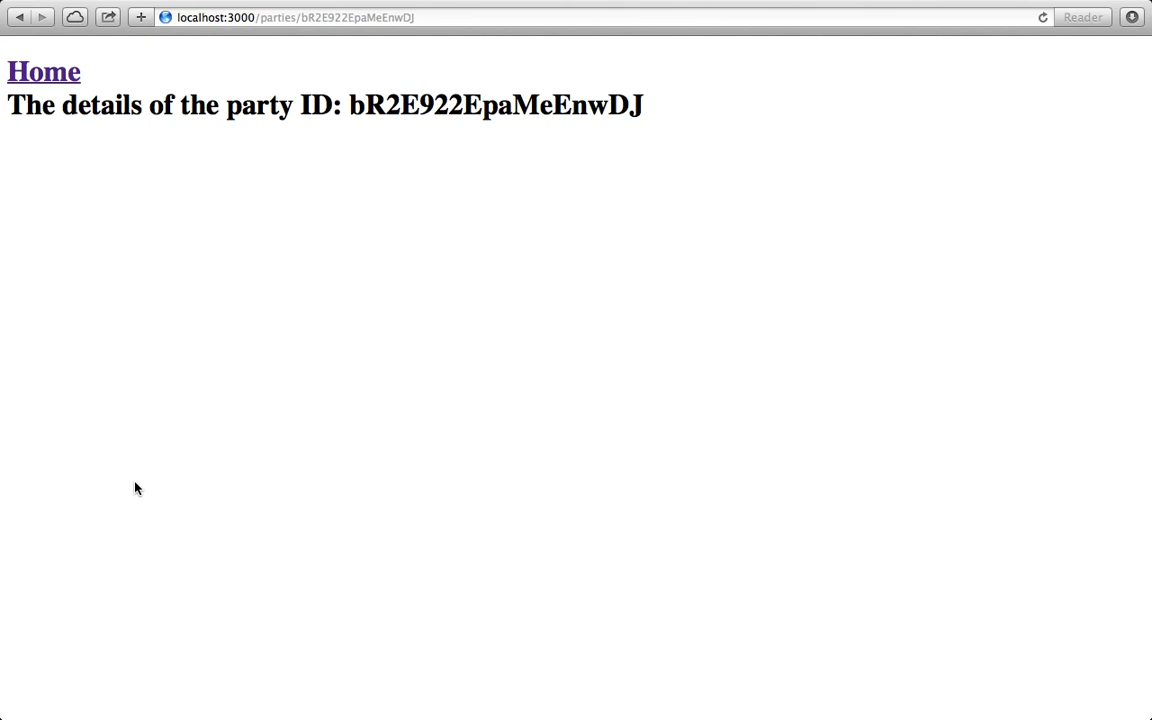 localhost:3000/parties/bR2E922EpaMeEnwDJ
Reader
Home
The details of the party ID: bR2E922EpaMeEnwDJ